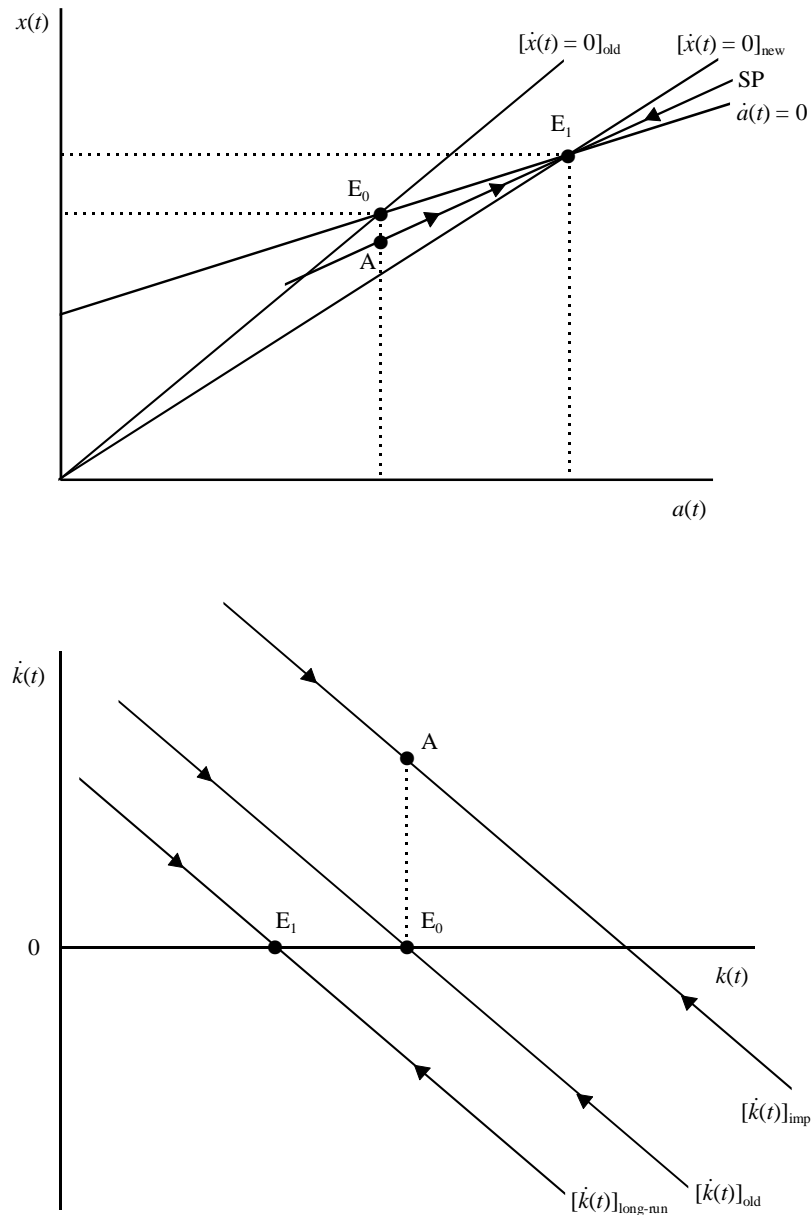 x(t)
[ẋ(t) = 0]old
[ẋ(t) = 0]new
SP
ȧ(t) = 0
E1
E0
A
a(t)
k̇(t)
A
E1
E0
0
k(t)
[k̇(t)]imp
[k̇(t)]long-run
[k̇(t)]old